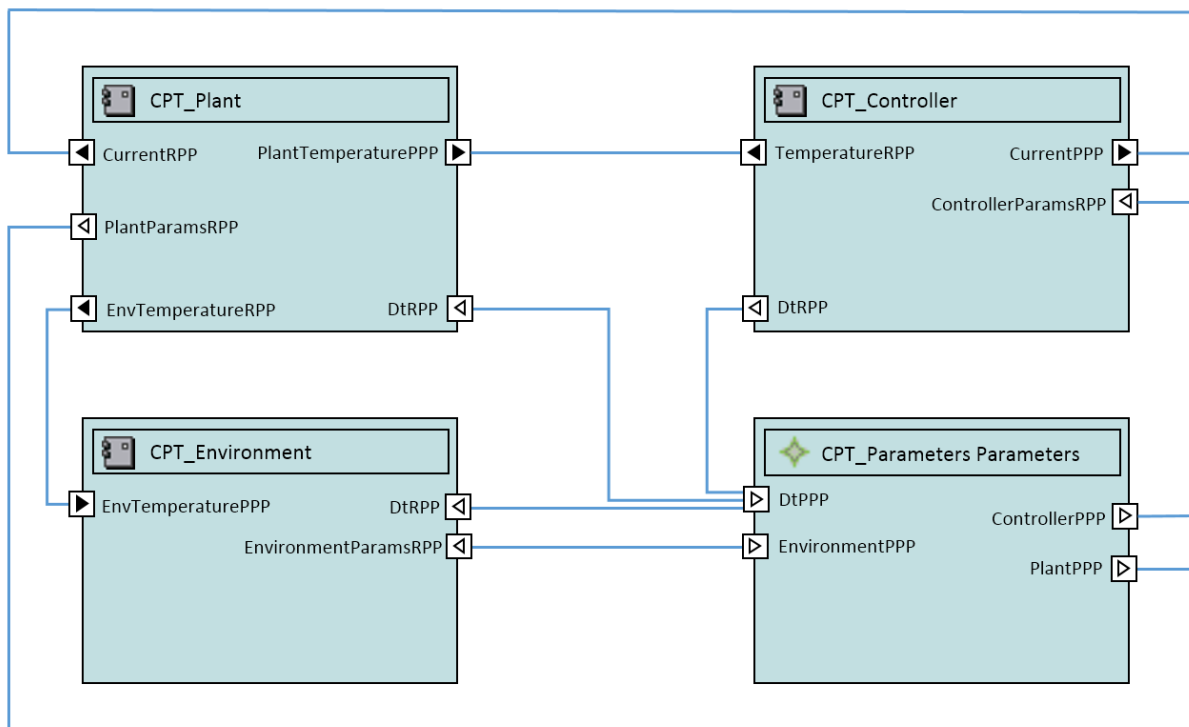 CPT_Plant
CurrentRPP
PlantTemperaturePPP
PlantParamsRPP
EnvTemperatureRPP
DtRPP
CPT_Controller
TemperatureRPP
CurrentPPP
ControllerParamsRPP
DtRPP
CPT_Environment
EnvTemperaturePPP
DtRPP
EnvironmentParamsRPP
CPT_Parameters Parameters
DtPPP
ControllerPPP
EnvironmentPPP
PlantPPP